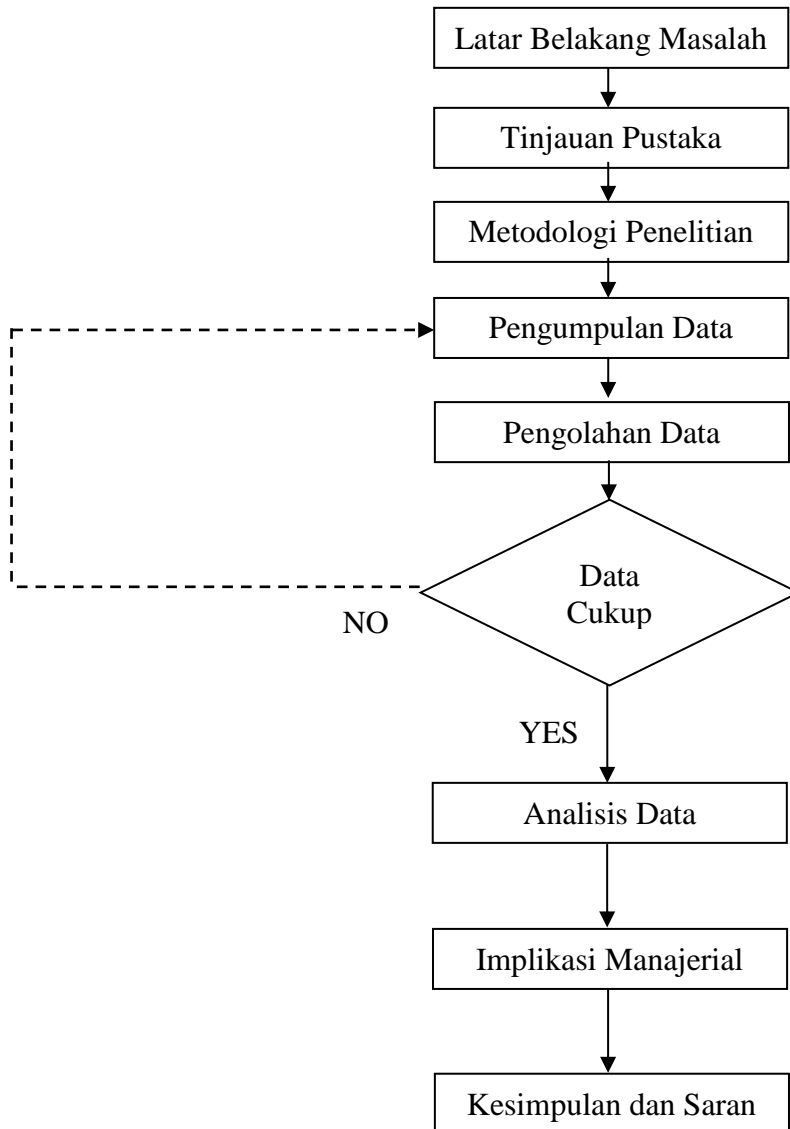 Latar Belakang Masalah
Tinjauan Pustaka
Metodologi Penelitian
Pengumpulan Data
Pengolahan Data
Data
Cukup
NO
YES
Analisis Data
Implikasi Manajerial
Kesimpulan dan Saran